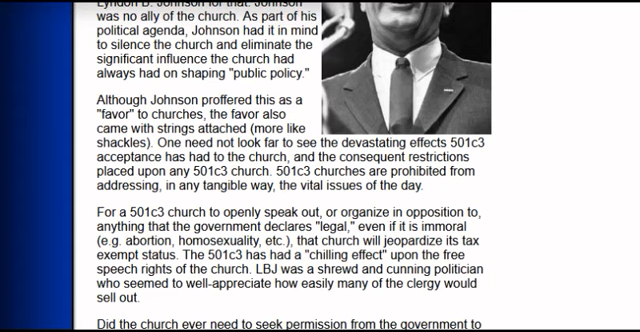 Lyndon B. Johnson for that. Johnson
was no ally of the church. As part of his
political agenda, Johnson had it in mind
to silence the church and eliminate the
significant influence the church had
always had on shaping "public policy."
Although Johnson proffered this as a
"favor" to churches, the favor also
came with strings attached (more like
shackles). One need not look far to see the devastating effects 501c3
acceptance has had to the church, and the consequent restrictions
placed upon any 501c3 church. 501c3 churches are prohibited from
addressing, in any tangible way, the vital issues of the day.
For a 501c3 church to openly speak out, or organize in opposition to,
anything that the government declares "legal," even if it is immoral
(e.g. abortion, homosexuality, etc.), that church will jeopardize its tax
exempt status. The 501c3 has had a "chilling effect" upon the free
speech rights of the church. LBJ was a shrewd and cunning politician
who seemed to well-appreciate how easily many of the clergy would
sell out.
Did the church ever need to seek permission from the government to